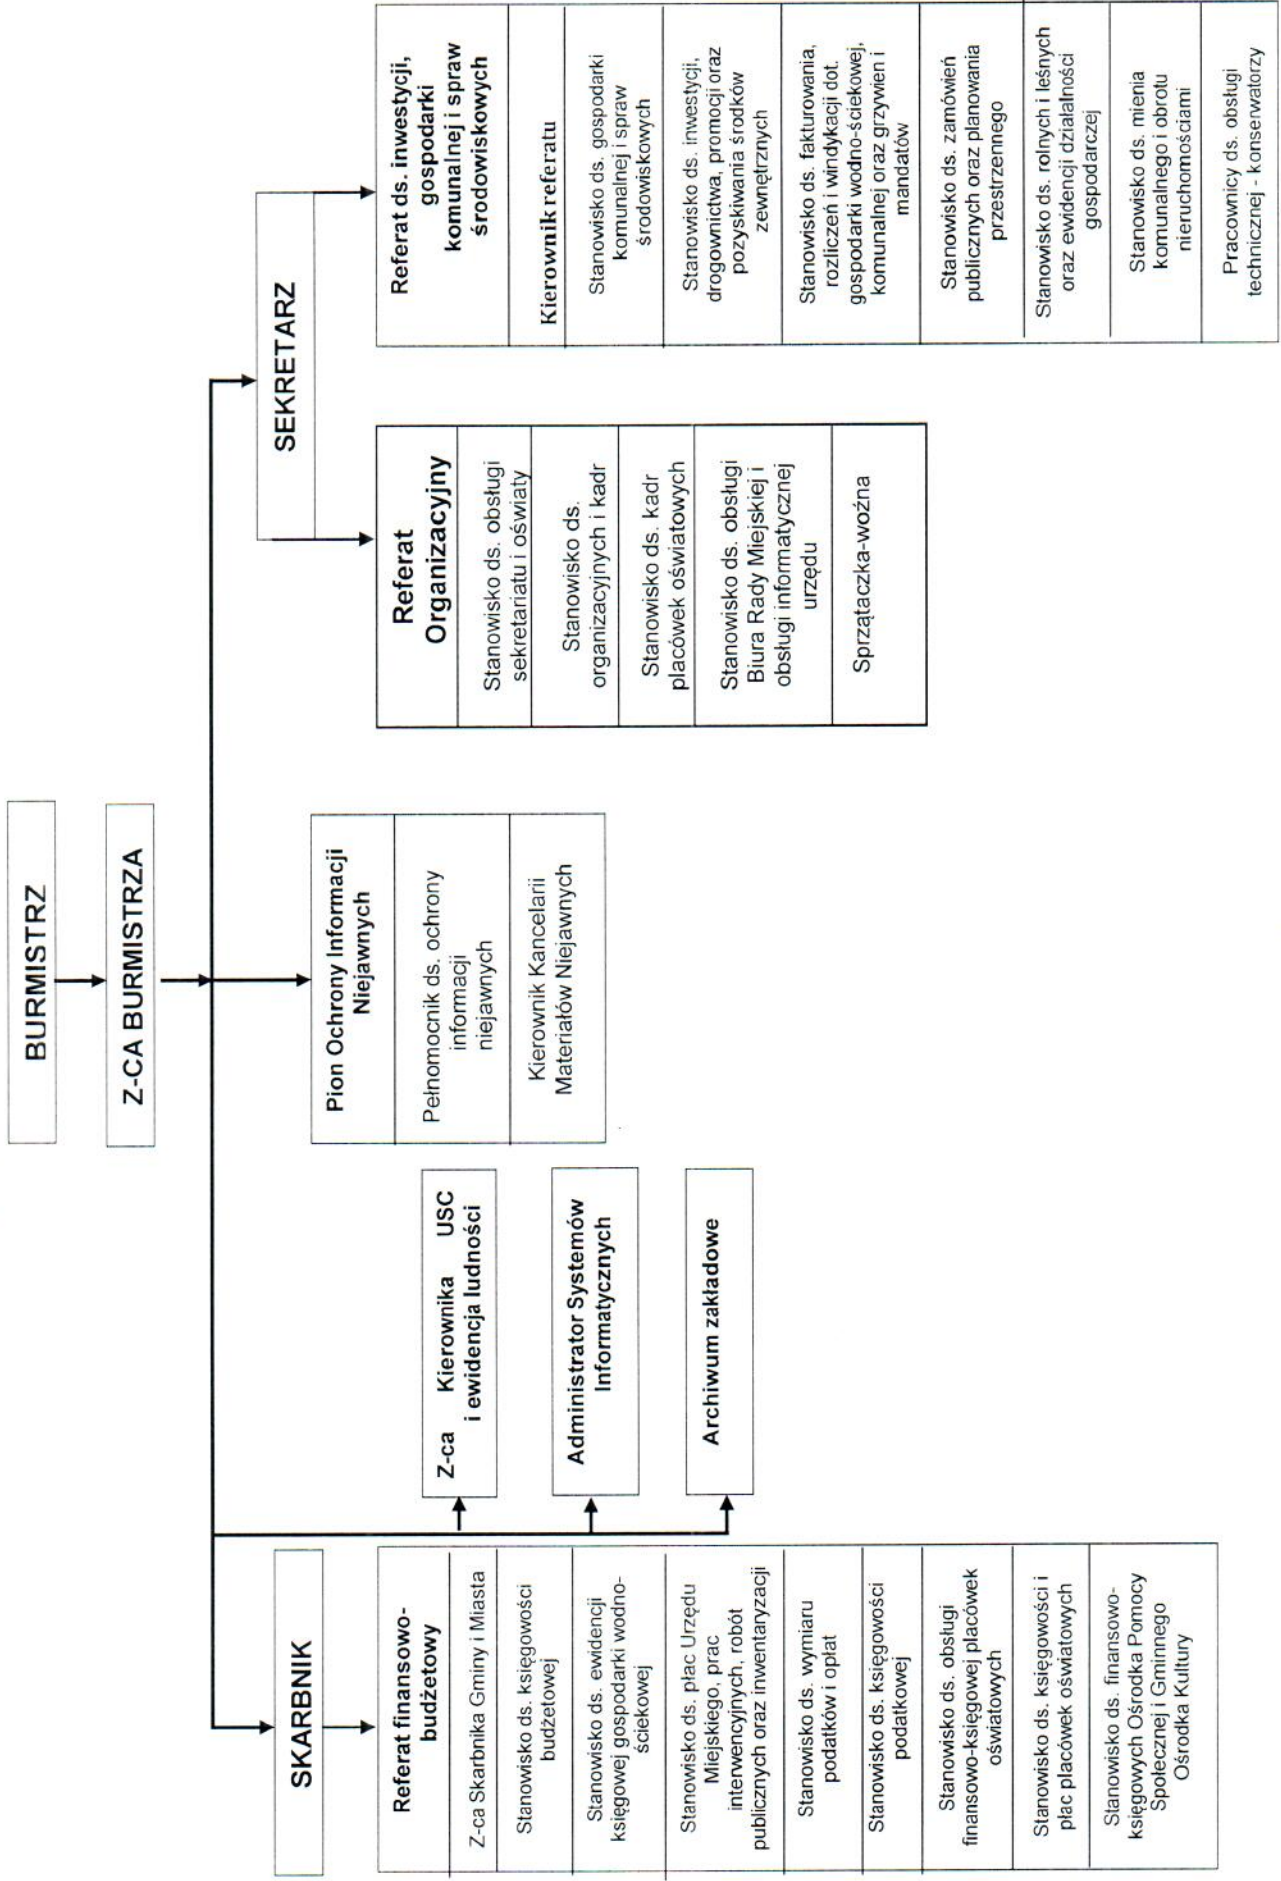 BURMISTRZ
Z-CA BURMISTRZA
SKARBNIK
Referat finansowo-
budżetowy
Z-ca Skarbnika Gminy i Miasta
Stanowisko ds. księgowości
budżetowej
Stanowisko ds. ewidencji
księgowej gospodarki wodno-
ściekowej
Stanowisko ds. płac Urzędu
Miejskiego, prac
interwencyjnych, robót
publicznych oraz inwentaryzacji
Stanowisko ds. wymiaru
podatków i opłat
Stanowisko ds. księgowości
podatkowej
Stanowisko ds. obsługi
finansowo-księgowej placówek
oświatowych
Stanowisko ds. księgowości i
płac placówek oświatowych
Stanowisko ds. finansowo-
księgowych Ośrodka Pomocy
Społecznej i Gminnego
Ośrodka Kultury
Z-ca Kierownika USC
i ewidencja ludności
Administrator Systemów
Informatycznych
Archiwum zakładowe
Pion Ochrony Informacji
Niejawnych
Pełnomocnik ds. ochrony
informacji
niejawnych
Kierownik Kancelarii
Materiałów Niejawnych
SEKRETARZ
Referat
Organizacyjny
Stanowisko ds. obsługi
sekretariatu i oświaty
Stanowisko ds.
organizacyjnych i kadr
Stanowisko ds. kadr
placówek oświatowych
Stanowisko ds. obsługi
Biura Rady Miejskiej i
obsługi informatycznej
urzędu
Sprzątaczka-woźna
Referat ds. inwestycji,
gospodarki
komunalnej i spraw
środowiskowych
Kierownik referatu
Stanowisko ds. gospodarki
komunalnej i spraw
środowiskowych
Stanowisko ds. inwestycji,
drogownictwa, promocji oraz
pozyskiwania środków
zewnętrznych
Stanowisko ds. fakturowania,
rozliczeń i windykacji dot.
gospodarki wodno-ściekowej,
komunalnej oraz grzywien i
mandatów
Stanowisko ds. zamówień
publicznych oraz planowania
przestrzennego
Stanowisko ds. rolnych i leśnych
oraz ewidencji działalności
gospodarczej
Stanowisko ds. mienia
komunalnego i obrotu
nieruchomościami
Pracownicy ds. obsługi
technicznej - konserwatorzy